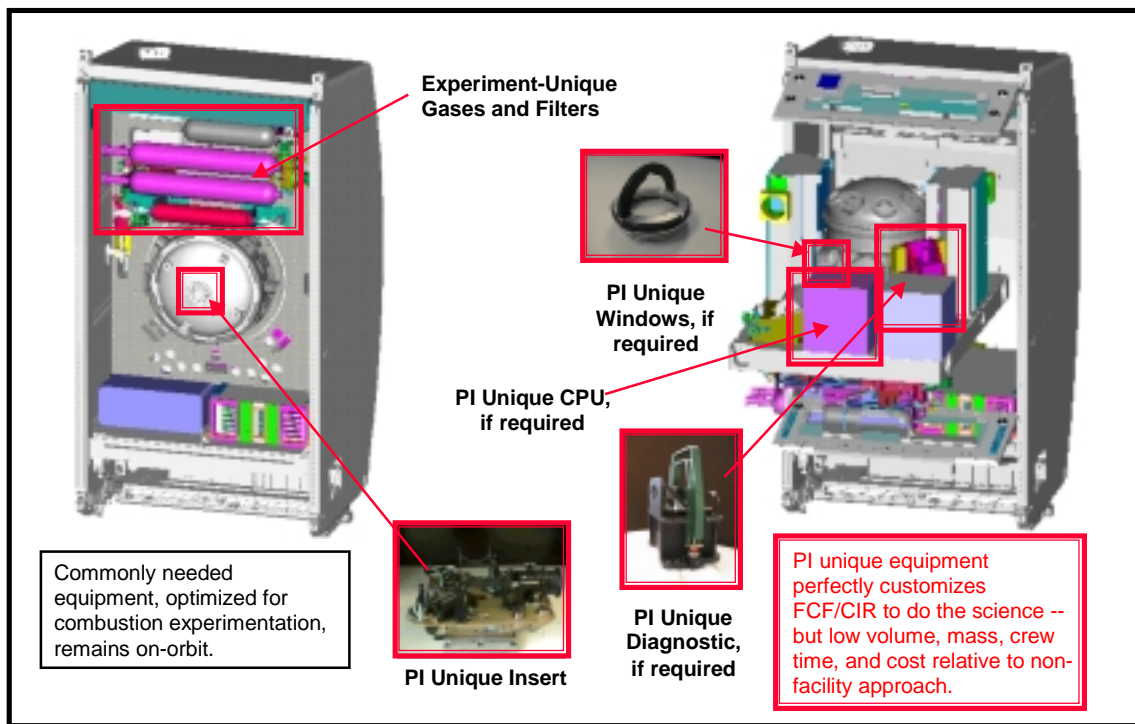 Experiment-Unique
Gases and Filters
PI Unique
Windows, if
required
PI Unique CPU,
if required
Commonly needed
equipment, optimized for
combustion experimentation,
remains on-orbit.
PI Unique Insert
PI Unique
Diagnostic,
if required
PI unique equipment
perfectly customizes
FCF/CIR to do the science --
but low volume, mass, crew
time, and cost relative to non-
facility approach.